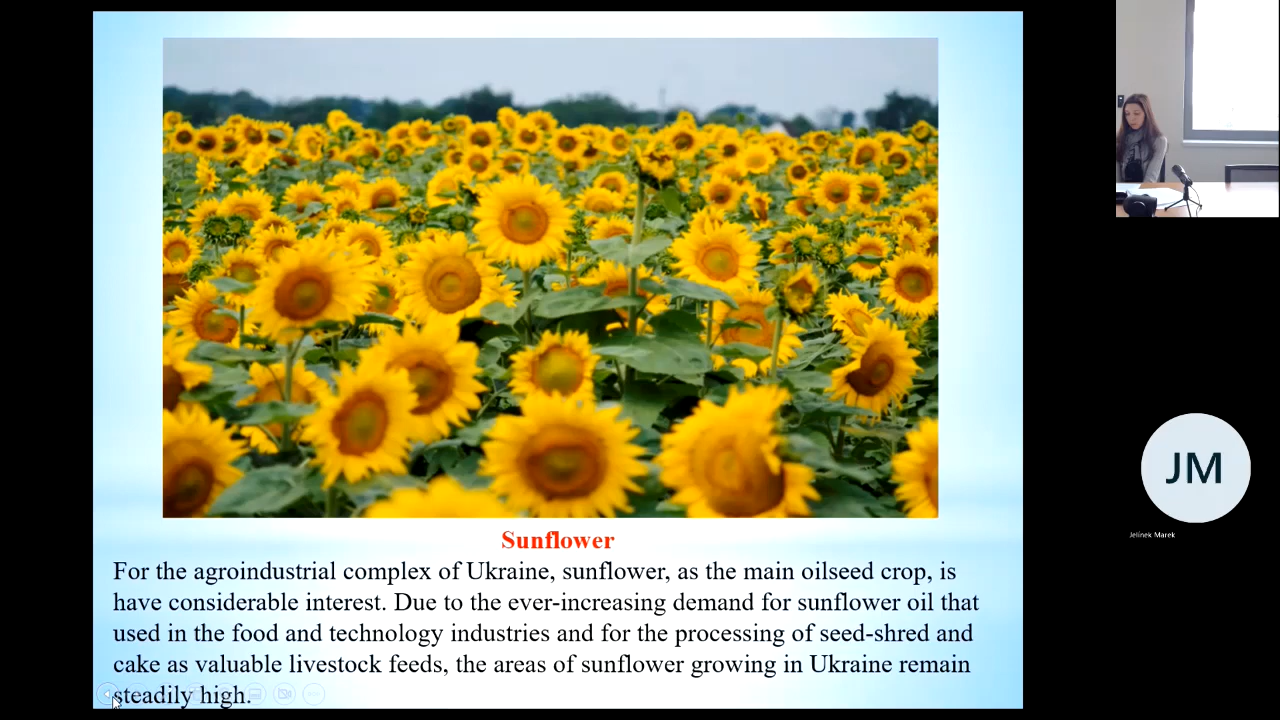 Sunflower
For the agroindustrial complex of Ukraine, sunflower, as the main oilseed crop, is
have considerable interest. Due to the ever-increasing demand for sunflower oil that
used in the food and technology industries and for the processing of seed-shred and
cake as valuable livestock feeds, the areas of sunflower growing in Ukraine remain
steadily high.
JM
Jelínek Marek